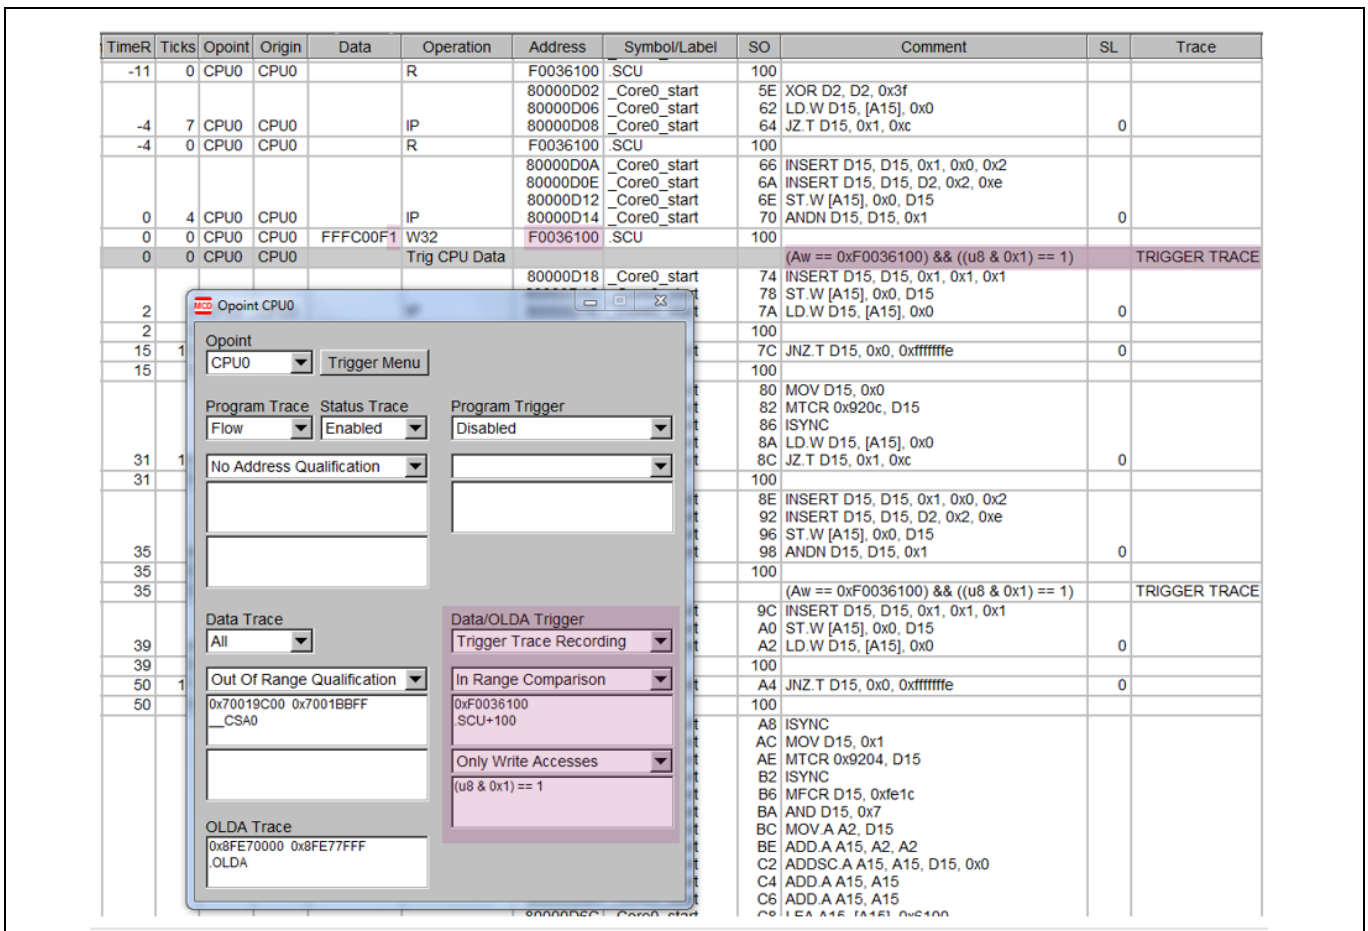 TimeR Ticks Opoint Origin Data Operation Address Symbol/Label SO Comment SL Trace
-11 0 CPU0 CPU0 R F0036100 .SCU 100
80000D02 _Core0_start 5E XOR D2, D2, 0x3f
80000D06 _Core0_start 62 LD.W D15, [A15], 0x0
-4 7 CPU0 CPU0 IP 80000D08 _Core0_start 64 JZ.T D15, 0x1, 0xc 0
-4 0 CPU0 CPU0 R F0036100 .SCU 100
80000D0A _Core0_start 66 INSERT D15, D15, 0x1, 0x0, 0x2
80000D0E _Core0_start 6A INSERT D15, D15, D2, 0x2, 0xe
80000D12 _Core0_start 6E ST.W [A15], 0x0, D15
0 4 CPU0 CPU0 IP 80000D14 _Core0_start 70 ANDN D15, D15, 0x1 0
0 0 CPU0 CPU0 FFFC00F1 W32 F0036100 .SCU 100
0 0 CPU0 CPU0 Trig CPU Data (Aw == 0xF0036100) && ((u8 & 0x1) == 1) TRIGGER TRACE
80000D18 _Core0_start 74 INSERT D15, D15, 0x1, 0x1, 0x1
78 ST.W [A15], 0x0, D15
2 7A LD.W D15, [A15], 0x0 0
2 100
15 1 7C JNZ.T D15, 0x0, 0xfffffffe 0
15 100
80 MOV D15, 0x0
82 MTCR 0x920c, D15
86 ISYNC
8A LD.W D15, [A15], 0x0
31 1 8C JZ.T D15, 0x1, 0xc 0
31 100
8E INSERT D15, D15, 0x1, 0x0, 0x2
92 INSERT D15, D15, D2, 0x2, 0xe
96 ST.W [A15], 0x0, D15
35 98 ANDN D15, D15, 0x1 0
35 100
35 (Aw == 0xF0036100) && ((u8 & 0x1) == 1) TRIGGER TRACE
9C INSERT D15, D15, 0x1, 0x1, 0x1
A0 ST.W [A15], 0x0, D15
39 A2 LD.W D15, [A15], 0x0 0
39 100
50 1 A4 JNZ.T D15, 0x0, 0xfffffffe 0
50 100
A8 ISYNC
AC MOV D15, 0x1
AE MTCR 0x9204, D15
B2 ISYNC
B6 MFCR D15, 0xfe1c
BA AND D15, 0x7
BC MOV.A A2, D15
BE ADD.A A15, A2, A2
C2 ADDSC.A A15, A15, D15, 0x0
C4 ADD.A A15, A15
C6 ADD.A A15, A15
80000D6C _Core0_start C8 LEA A15, [A15], 0x6100
MCD Opoint CPU0
Opoint
CPU0 Trigger Menu
Program Trace Status Trace Program Trigger
Flow Enabled Disabled
No Address Qualification
Data Trace Data/OLDA Trigger
All Trigger Trace Recording
Out Of Range Qualification In Range Comparison
0x70019C00 0x7001BBFF 0xF0036100
__CSA0 .SCU+100
Only Write Accesses
(u8 & 0x1) == 1
OLDA Trace
0x8FE70000 0x8FE77FFF
.OLDA